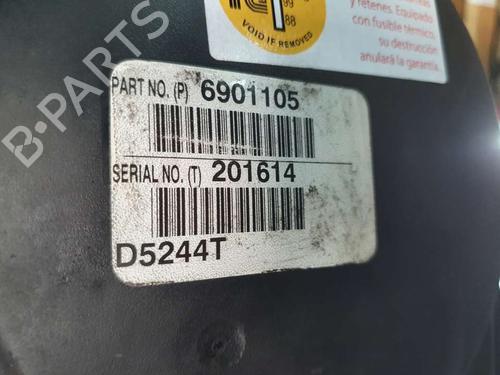 99
88
VOID IF REMOVED
y retenes. Equipado
con fusible térmico,
su destrucción
anulará la garantía.
PART NO. (P) 6901105
SERIAL NO. (T) 201614
D5244T
B-PARTS